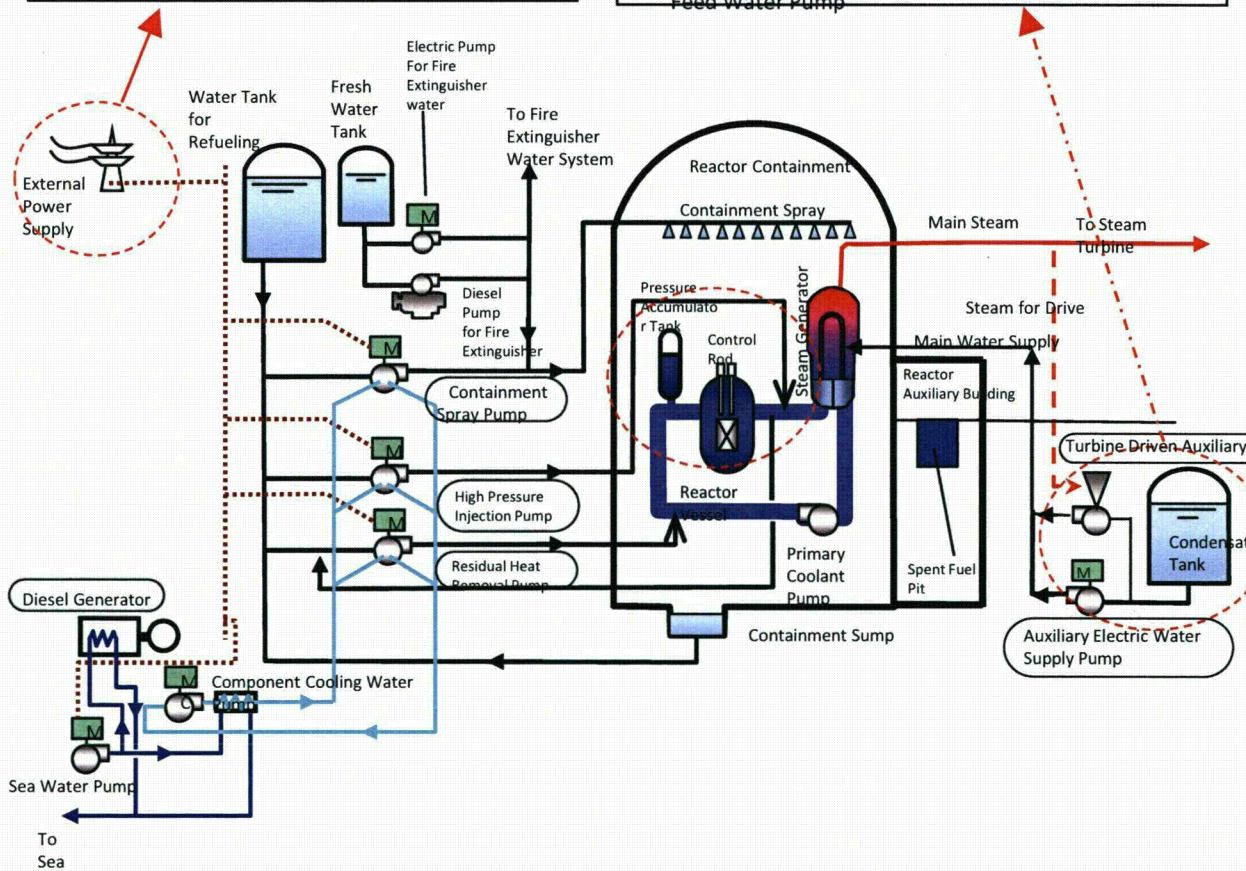 Feed Water Pump
Electric Pump
For Fire
Extinguisher
water
Water Tank
for
Refueling
Fresh
Water
Tank
To Fire
Extinguisher
Water System
External
Power
Supply
M
Diesel
Pump
for Fire
Extinguisher
Reactor Containment
Containment Spray
Main Steam
To Steam
Turbine
Pressure
Accumulato
r Tank
Control
Rod
Steam Generator
Steam for Drive
Main Water Supply
Reactor
Auxiliary Building
M
Containment
Spray Pump
Turbine Driven Auxiliary
M
High Pressure
Injection Pump
Reactor
Vessel
M
Residual Heat
Removal Pump
Primary
Coolant
Pump
Spent Fuel
Pit
Condensat
Tank
M
Diesel Generator
Containment Sump
Auxiliary Electric Water
Supply Pump
M
Component Cooling Water
C
Pump
M
Sea Water Pump
To
Sea